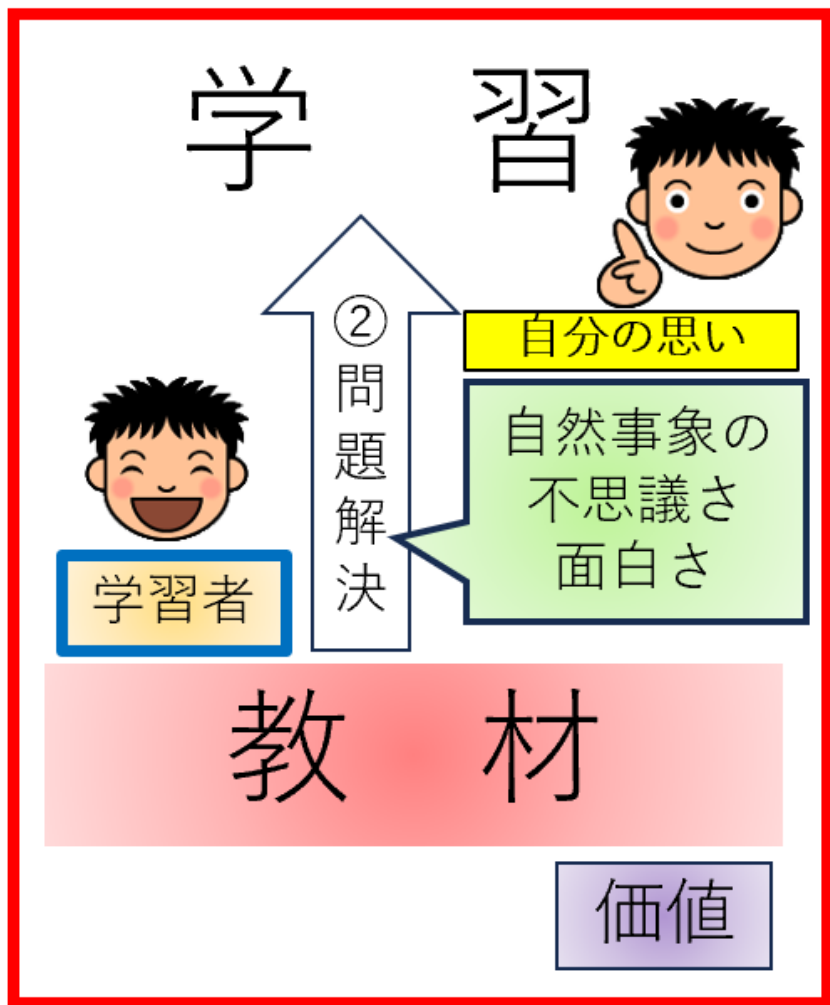 学習
自分の思い
②問題解決
自然事象の
不思議さ
面白さ
学習者
教材
価値